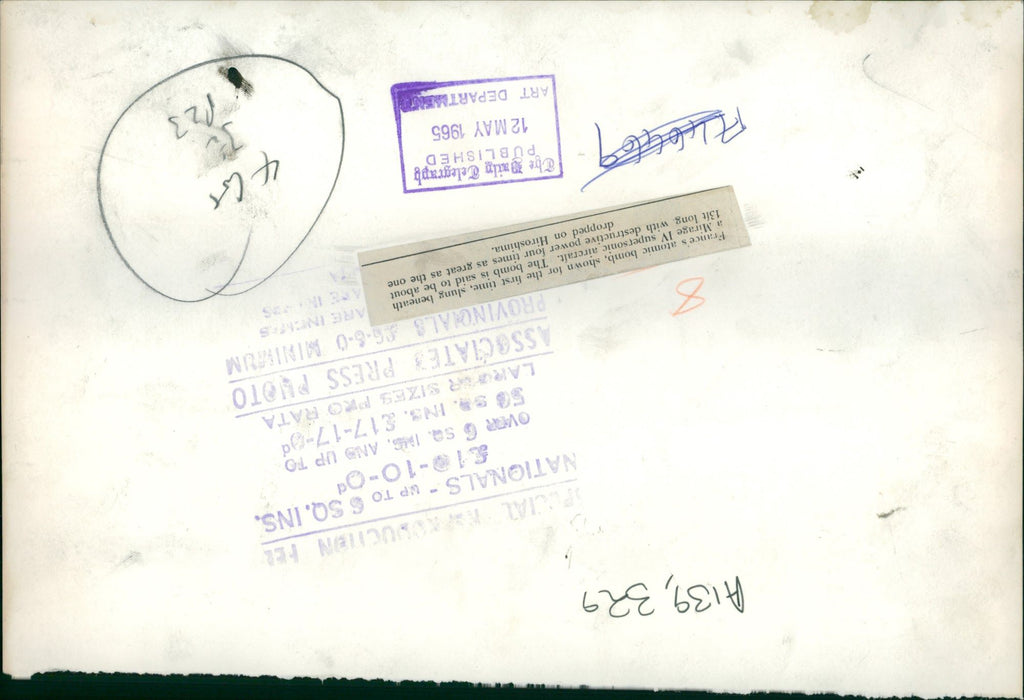 A139,329
SPECIAL REPRODUCTION FEE
NATIONALS - UP TO 6 SQ.INS.
£10-10-0d
OVER 6 SQ. INS. AND UP TO
50 SQ. INS. £17-17-0d
LARGER SIZES PRO RATA
ASSOCIATED PRESS PHOTO
PROVINCIALS £6-6-0 MINIMUM
8
France's atomic bomb, shown for the first time, slung beneath
a Mirage IV supersonic aircraft. The bomb is said to be about
13ft long with destructive power four times as great as the one
dropped on Hiroshima.
The Daily Telegraph
PUBLISHED
12 MAY 1965
ART DEPARTMENT